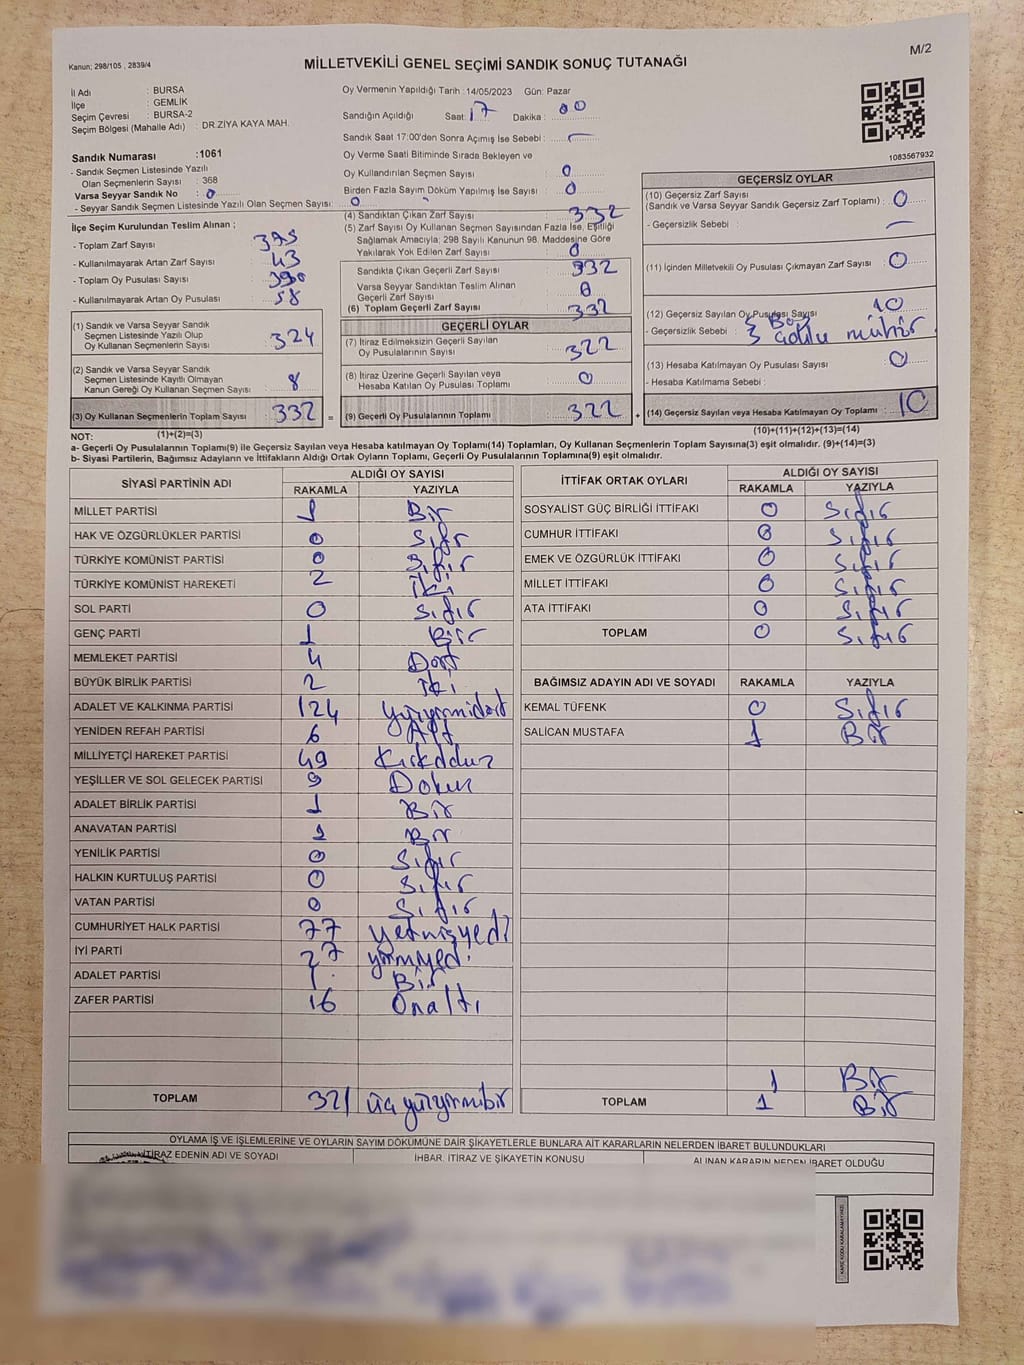 M/2
Kanun; 298/105 , 2839/4
MİLLETVEKİLİ GENEL SEÇİMİ SANDIK SONUÇ TUTANAĞI
İl Adı : BURSA
İlçe : GEMLİK
Seçim Çevresi : BURSA-2
Seçim Bölgesi (Mahalle Adı) : DR.ZİYA KAYA MAH.
Oy Vermenin Yapıldığı Tarih : 14/05/2023 Gün: Pazar
Sandığın Açıldığı Saat: 17 Dakika : 00
Sandık Saat 17:00'den Sonra Açımış İse Sebebi : –
Sandık Numarası :1061
- Sandık Seçmen Listesinde Yazılı
Olan Seçmenlerin Sayısı : 368
Varsa Seyyar Sandık No : 0
- Seyyar Sandık Seçmen Listesinde Yazılı Olan Seçmen Sayısı: 0
Oy Verme Saati Bitiminde Sırada Bekleyen ve
Oy Kullandırılan Seçmen Sayısı : 0
Birden Fazla Sayım Döküm Yapılmış İse Sayısı : 0
1083567932
İlçe Seçim Kurulundan Teslim Alınan ;
- Toplam Zarf Sayısı : 375
- Kullanılmayarak Artan Zarf Sayısı : 43
- Toplam Oy Pusulası Sayısı : 390
- Kullanılmayarak Artan Oy Pusulası : 58
(4) Sandıktan Çıkan Zarf Sayısı : 332
(5) Zarf Sayısı Oy Kullanan Seçmen Sayısından Fazla İse, Eşitliği
Sağlamak Amacıyla; 298 Sayılı Kanunun 98. Maddesine Göre
Yakılarak Yok Edilen Zarf Sayısı : 0
Sandıkta Çıkan Geçerli Zarf Sayısı : 332
Varsa Seyyar Sandıktan Teslim Alınan
Geçerli Zarf Sayısı : 0
(6) Toplam Geçerli Zarf Sayısı : 332
GEÇERSİZ OYLAR
(10) Geçersiz Zarf Sayısı
(Sandık ve Varsa Seyyar Sandık Geçersiz Zarf Toplamı) : 0
- Geçersizlik Sebebi : –
(11) İçinden Milletvekili Oy Pusulası Çıkmayan Zarf Sayısı : 0
(12) Geçersiz Sayılan Oy Pusulası Sayısı : 10
- Geçersizlik Sebebi : 5 Boş
5 Çoklu mühür
(13) Hesaba Katılmayan Oy Pusulası Sayısı : 0
- Hesaba Katılmama Sebebi :
(14) Geçersiz Sayılan veya Hesaba Katılmayan Oy Toplamı : 10
(10)+(11)+(12)+(13)=(14)
(1) Sandık ve Varsa Seyyar Sandık
Seçmen Listesinde Yazılı Olup
Oy Kullanan Seçmenlerin Sayısı : 324
(2) Sandık ve Varsa Seyyar Sandık
Seçmen Listesinde Kayıtlı Olmayan
Kanun Gereği Oy Kullanan Seçmen Sayısı : 8
(3) Oy Kullanan Seçmenlerin Toplam Sayısı : 332
(1)+(2)=(3)
GEÇERLİ OYLAR
(7) İtiraz Edilmeksizin Geçerli Sayılan
Oy Pusulalarının Sayısı : 322
(8) İtiraz Üzerine Geçerli Sayılan veya
Hesaba Katılan Oy Pusulası Toplamı : 0
= (9) Geçerli Oy Pusulalarının Toplamı : 322 +
NOT:
a- Geçerli Oy Pusulalarının Toplamı(9) ile Geçersiz Sayılan veya Hesaba katılmayan Oy Toplamı(14) Toplamları, Oy Kullanan Seçmenlerin Toplam Sayısına(3) eşit olmalıdır. (9)+(14)=(3)
b- Siyasi Partilerin, Bağımsız Adayların ve İttifakların Aldığı Ortak Oyların Toplamı, Geçerli Oy Pusulalarının Toplamına(9) eşit olmalıdır.
SİYASİ PARTİNİN ADI ALDIĞI OY SAYISI
RAKAMLA YAZIYLA
MİLLET PARTİSİ 1 Bir
HAK VE ÖZGÜRLÜKLER PARTİSİ 0 Sıfır
TÜRKİYE KOMÜNİST PARTİSİ 0 Sıfır
TÜRKİYE KOMÜNİST HAREKETİ 2 İki
SOL PARTİ 0 Sıfır
GENÇ PARTİ 1 Bir
MEMLEKET PARTİSİ 4 Dört
BÜYÜK BİRLİK PARTİSİ 2 İki
ADALET VE KALKINMA PARTİSİ 124 Yüzyirmidört
YENİDEN REFAH PARTİSİ 6 Altı
MİLLİYETÇİ HAREKET PARTİSİ 49 Kırkdokuz
YEŞİLLER VE SOL GELECEK PARTİSİ 9 Dokuz
ADALET BİRLİK PARTİSİ 1 Bir
ANAVATAN PARTİSİ 1 Bir
YENİLİK PARTİSİ 0 Sıfır
HALKIN KURTULUŞ PARTİSİ 0 Sıfır
VATAN PARTİSİ 0 Sıfır
CUMHURİYET HALK PARTİSİ 77 Yetmişyedi
İYİ PARTİ 27 yirmiyedi
ADALET PARTİSİ 1 Bir
ZAFER PARTİSİ 16 Onaltı
TOPLAM 321 üçyüzyirmibir
İTTİFAK ORTAK OYLARI ALDIĞI OY SAYISI
RAKAMLA YAZIYLA
SOSYALİST GÜÇ BİRLİĞİ İTTİFAKI 0 Sıfır
CUMHUR İTTİFAKI 0 Sıfır
EMEK VE ÖZGÜRLÜK İTTİFAKI 0 Sıfır
MİLLET İTTİFAKI 0 Sıfır
ATA İTTİFAKI 0 Sıfır
TOPLAM 0 Sıfır
BAĞIMSIZ ADAYIN ADI VE SOYADI RAKAMLA YAZIYLA
KEMAL TÜFENK 0 Sıfır
SALİCAN MUSTAFA 1 Bir
1 Bir
TOPLAM 1 Bir
OYLAMA İŞ VE İŞLEMLERİNE VE OYLARIN SAYIM DÖKÜMÜNE DAİR ŞİKAYETLERLE BUNLARA AİT KARARLARIN NELERDEN İBARET BULUNDUKLARI
İTİRAZ EDENİN ADI VE SOYADI İHBAR, İTİRAZ VE ŞİKAYETİN KONUSU ALINAN KARARIN NEDEN İBARET OLDUĞU
KARE KODU KARALAMAYINIZ!